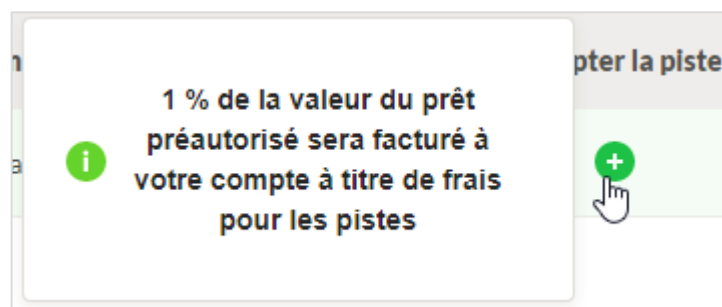 pter la piste
1 % de la valeur du prêt
préautorisé sera facturé à
votre compte à titre de frais
pour les pistes